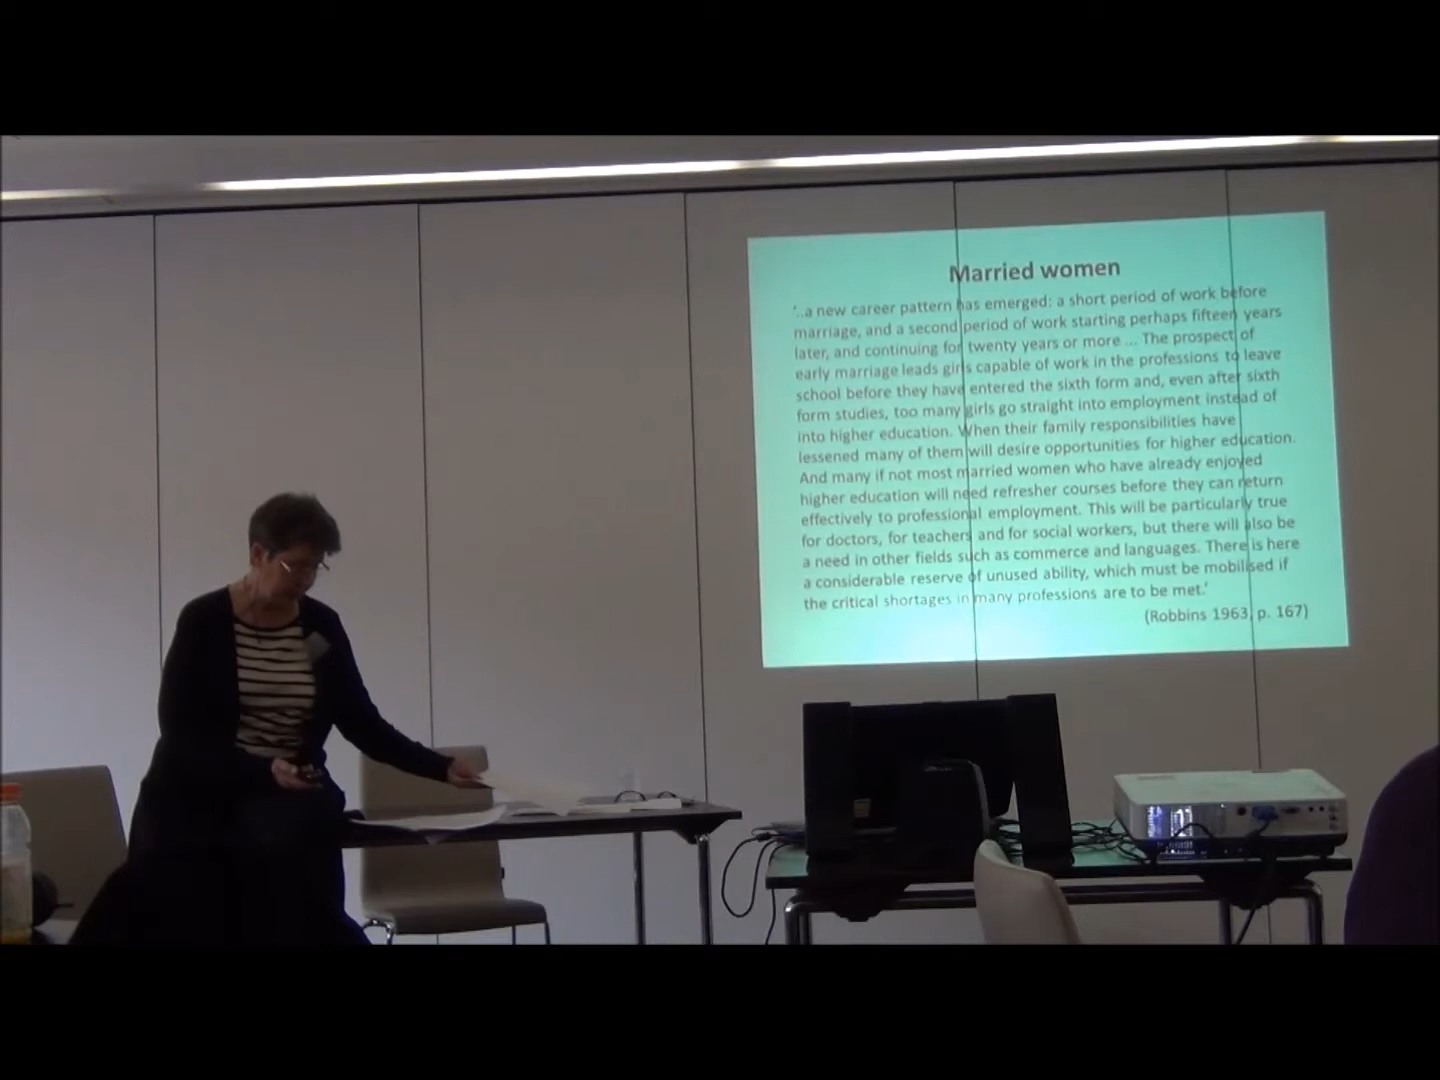 Married women
'..a new career pattern has emerged: a short period of work before
marriage, and a second period of work starting perhaps fifteen years
later, and continuing for twenty years or more ... The prospect of
early marriage leads girls capable of work in the professions to leave
school before they have entered the sixth form and, even after sixth
form studies, too many girls go straight into employment instead of
into higher education. When their family responsibilities have
lessened many of them will desire opportunities for higher education.
And many if not most married women who have already enjoyed
higher education will need refresher courses before they can return
effectively to professional employment. This will be particularly true
for doctors, for teachers and for social workers, but there will also be
a need in other fields such as commerce and languages. There is here
a considerable reserve of unused ability, which must be mobilised if
the critical shortages in many professions are to be met.'
(Robbins 1963, p. 167)